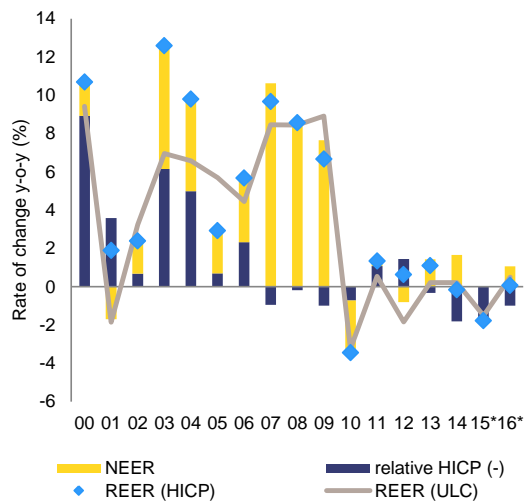 Rate of change y-o-y (%)
14
12
10
8
6
4
2
0
-2
-4
-6
00 01 02 03 04 05 06 07 08 09 10 11 12 13 14 15* 16*
NEER
relative HICP (-)
REER (HICP)
REER (ULC)